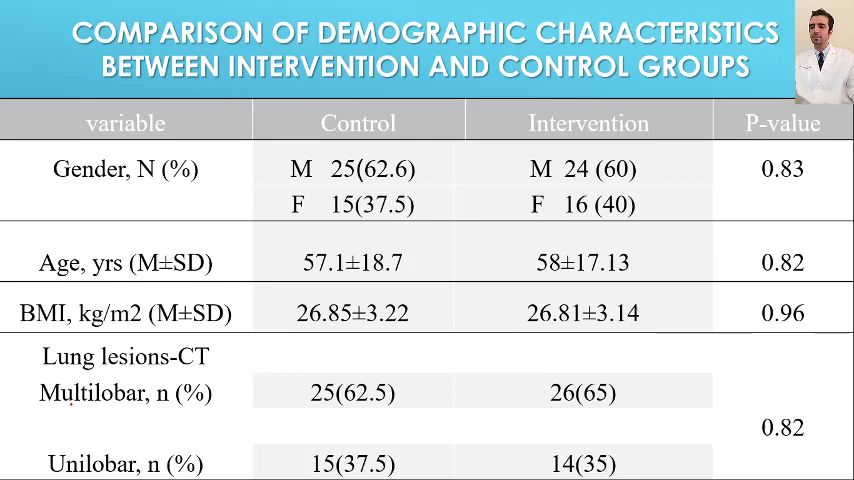 COMPARISON OF DEMOGRAPHIC CHARACTERISTICS
BETWEEN INTERVENTION AND CONTROL GROUPS
variable Control Intervention P-value
Gender, N (%) M 25(62.6) M 24 (60) 0.83
F 15(37.5) F 16 (40)
Age, yrs (M±SD) 57.1±18.7 58±17.13 0.82
BMI, kg/m2 (M±SD) 26.85±3.22 26.81±3.14 0.96
Lung lesions-CT
Multilobar, n (%) 25(62.5) 26(65)
0.82
Unilobar, n (%) 15(37.5) 14(35)